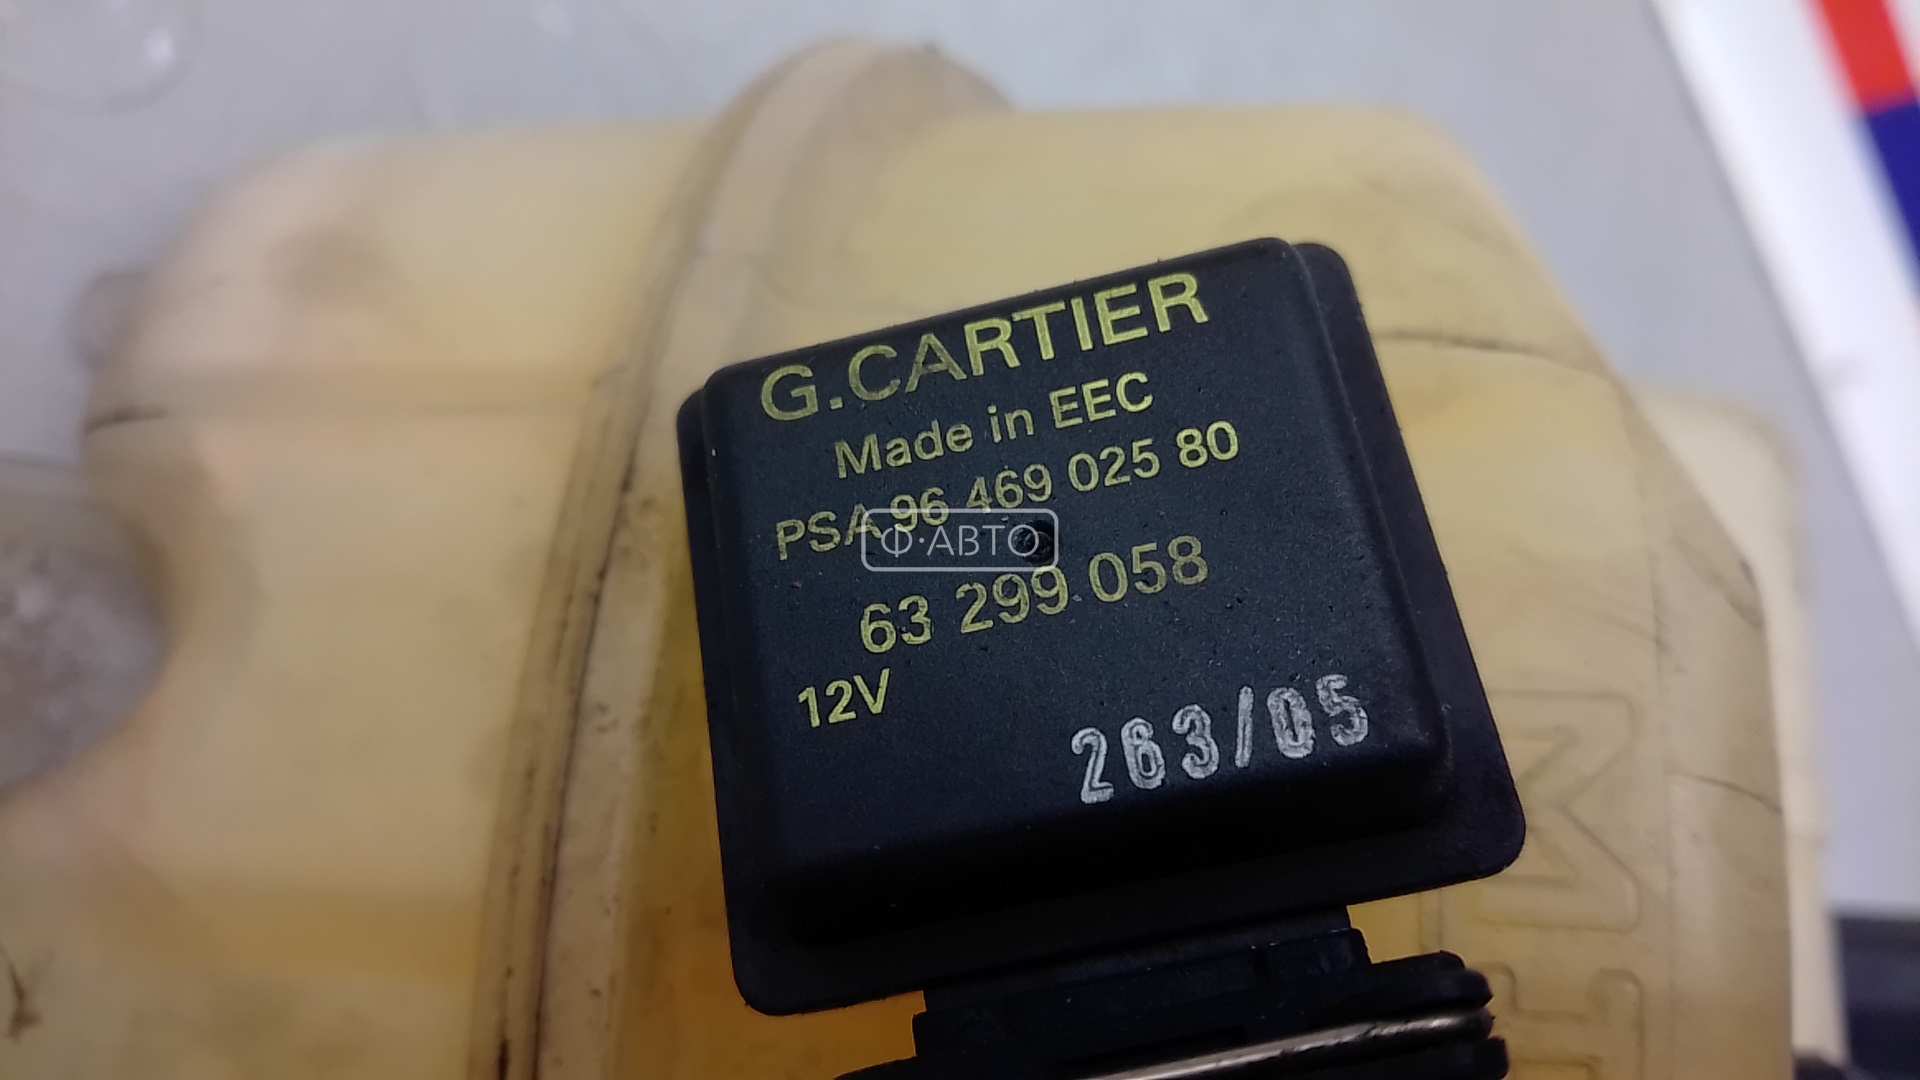 G.CARTIER
Made in EEC
PSA 96 469 025 80
Ф·АВТО
63 299 058
12V
263/05